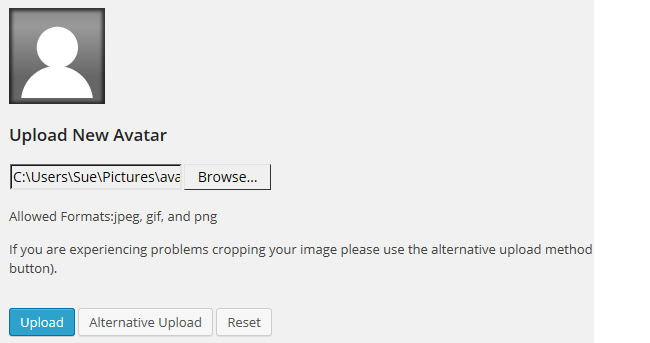 Upload New Avatar
C:\Users\Sue\Pictures\ava Browse...
Allowed Formats:jpeg, gif, and png
If you are experiencing problems cropping your image please use the alternative upload method
button).
Upload Alternative Upload Reset